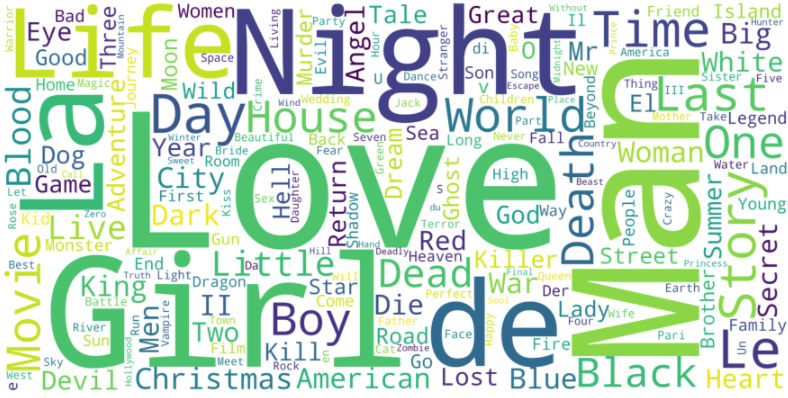 Love
Man
Night
Girl
Life
La
de
Day
World
House
Time
Last
One
Story
Le
Black
Death
Boy
Dead
Little
Movie
Blood
White
Woman
Big
Mr
El
Great
Tale
Women
Angel
Murder
Evil
Moon
Wild
Year
City
Dark
Hell
Return
Dream
Ghost
Red
God
Killer
War
Die
Kill
Star
II
Two
King
Men
Live
Game
Dog
Eye
Good
Bad
Three
Home
Adventure
Journey
Magic
Monster
Kid
Devil
Christmas
American
Lost
Blue
Heart
Family
Brother
Street
People
Summer
Secret
Legend
Young
Land
Water
Island
Friend
New
America
Beyond
Fall
Sea
Long
Back
Son
Song
Dance
Stranger
Party
Wedding
Room
First
Gun
Shadow
Heaven
High
Way
Lady
Fire
Road
Go
Come
End
Dragon
Battle
River
Sun
Sky
West
Best
Rose
Let
Old
Call
Zero
Warrior
Mountain
Space
Crime
Living
Hour
U
di
V
O
Il
Jack
Children
Part
Never
Escape
Place
Baby
Midnight
Prince
Without
Hunter
Sister
Five
Thing
III
Mother
Take
Country
Beast
Crazy
Princess
Earth
Wife
Four
Pari
Un
Queen
Final
Will
Perfect
Soul
Happy
Face
Father
Cat
Zombie
Deadly
Hand
Hill
Terror
Green
du
S
Seven
Fear
Wind
Beautiful
Bride
Winter
Sweet
Kiss
Sex
Daughter
Affair
Truth
Light
Da
Town
Film
Meet
Rock
en
Run
Vampire
Hollywood
Der
e